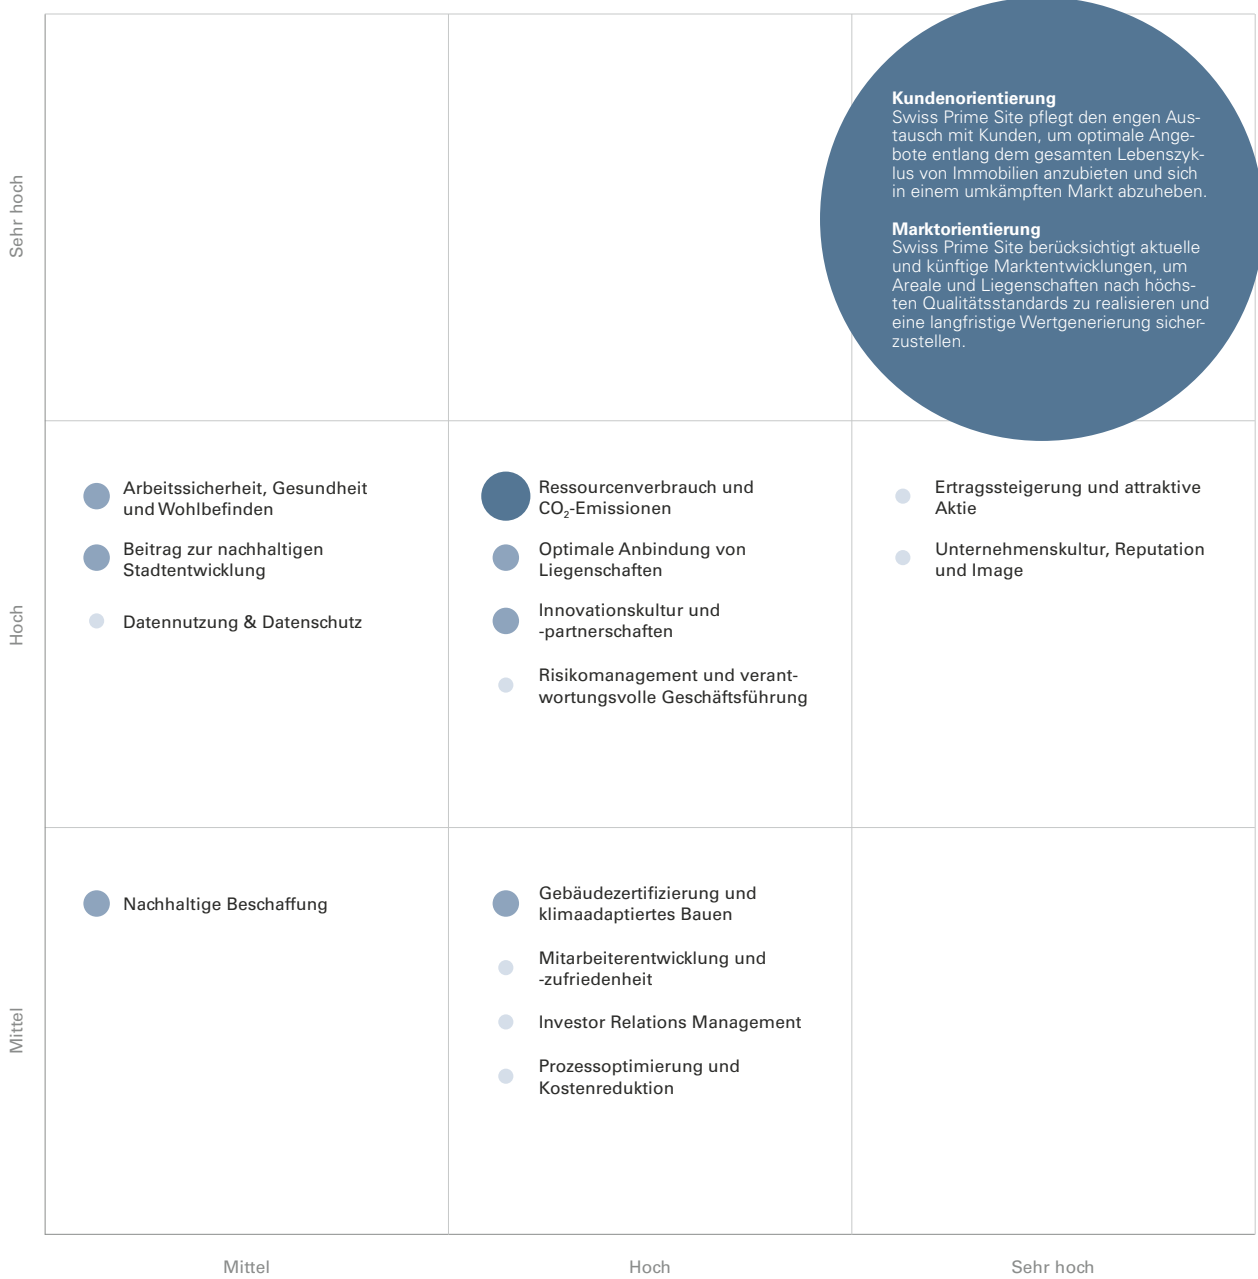 Sehr hoch
Kundenorientierung
Swiss Prime Site pflegt den engen Aus-
tausch mit Kunden, um optimale Ange-
bote entlang dem gesamten Lebenszyk-
lus von Immobilien anzubieten und sich
in einem umkämpften Markt abzuheben.
Marktorientierung
Swiss Prime Site berücksichtigt aktuelle
und künftige Marktentwicklungen, um
Areale und Liegenschaften nach höchs-
ten Qualitätsstandards zu realisieren und
eine langfristige Wertgenerierung sicher-
zustellen.
Hoch
Arbeitssicherheit, Gesundheit
und Wohlbefinden
Beitrag zur nachhaltigen
Stadtentwicklung
Datennutzung & Datenschutz
Ressourcenverbrauch und
CO₂-Emissionen
Optimale Anbindung von
Liegenschaften
Innovationskultur und
-partnerschaften
Risikomanagement und verant-
wortungsvolle Geschäftsführung
Ertragssteigerung und attraktive
Aktie
Unternehmenskultur, Reputation
und Image
Mittel
Nachhaltige Beschaffung
Gebäudezertifizierung und
klimaadaptiertes Bauen
Mitarbeiterentwicklung und
-zufriedenheit
Investor Relations Management
Prozessoptimierung und
Kostenreduktion
Mittel
Hoch
Sehr hoch